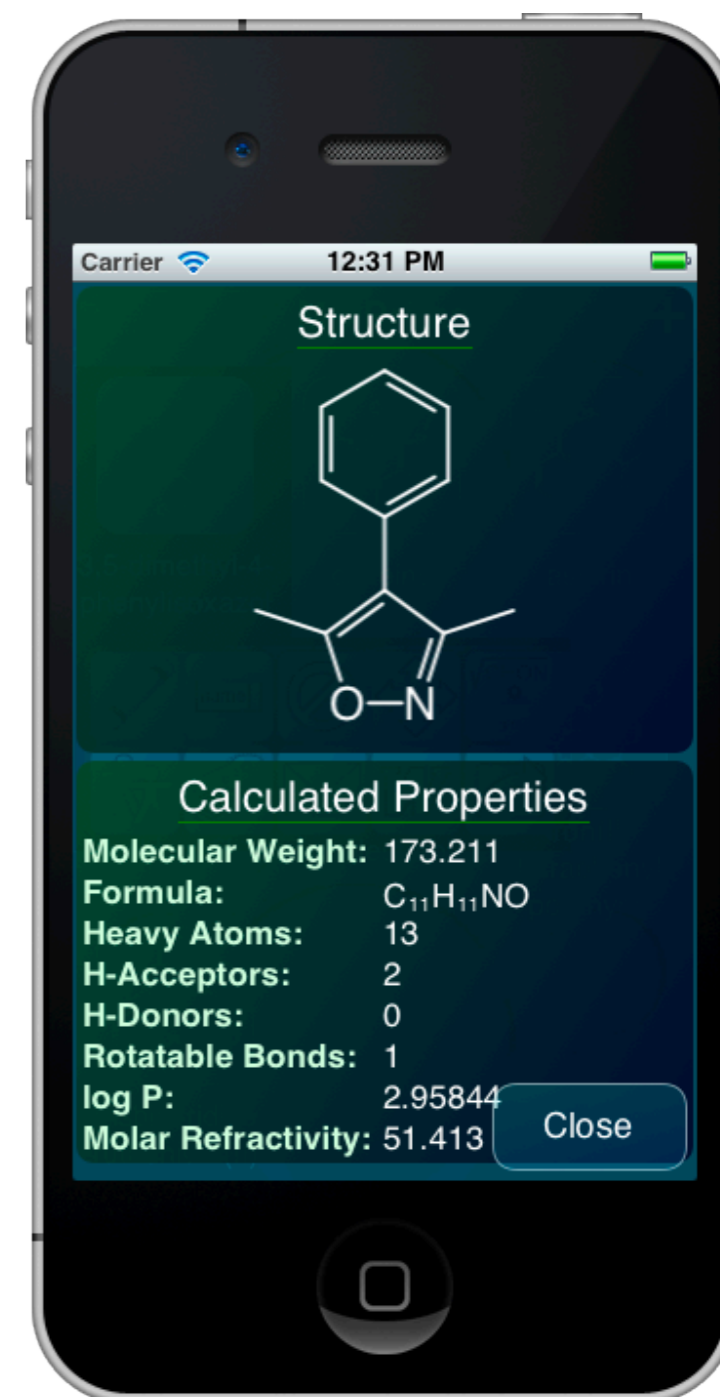 Carrier 12:31 PM
Structure
O N
Calculated Properties
Molecular Weight: 173.211
Formula: C₁₁H₁₁NO
Heavy Atoms: 13
H-Acceptors: 2
H-Donors: 0
Rotatable Bonds: 1
log P: 2.95844
Molar Refractivity: 51.413
Close